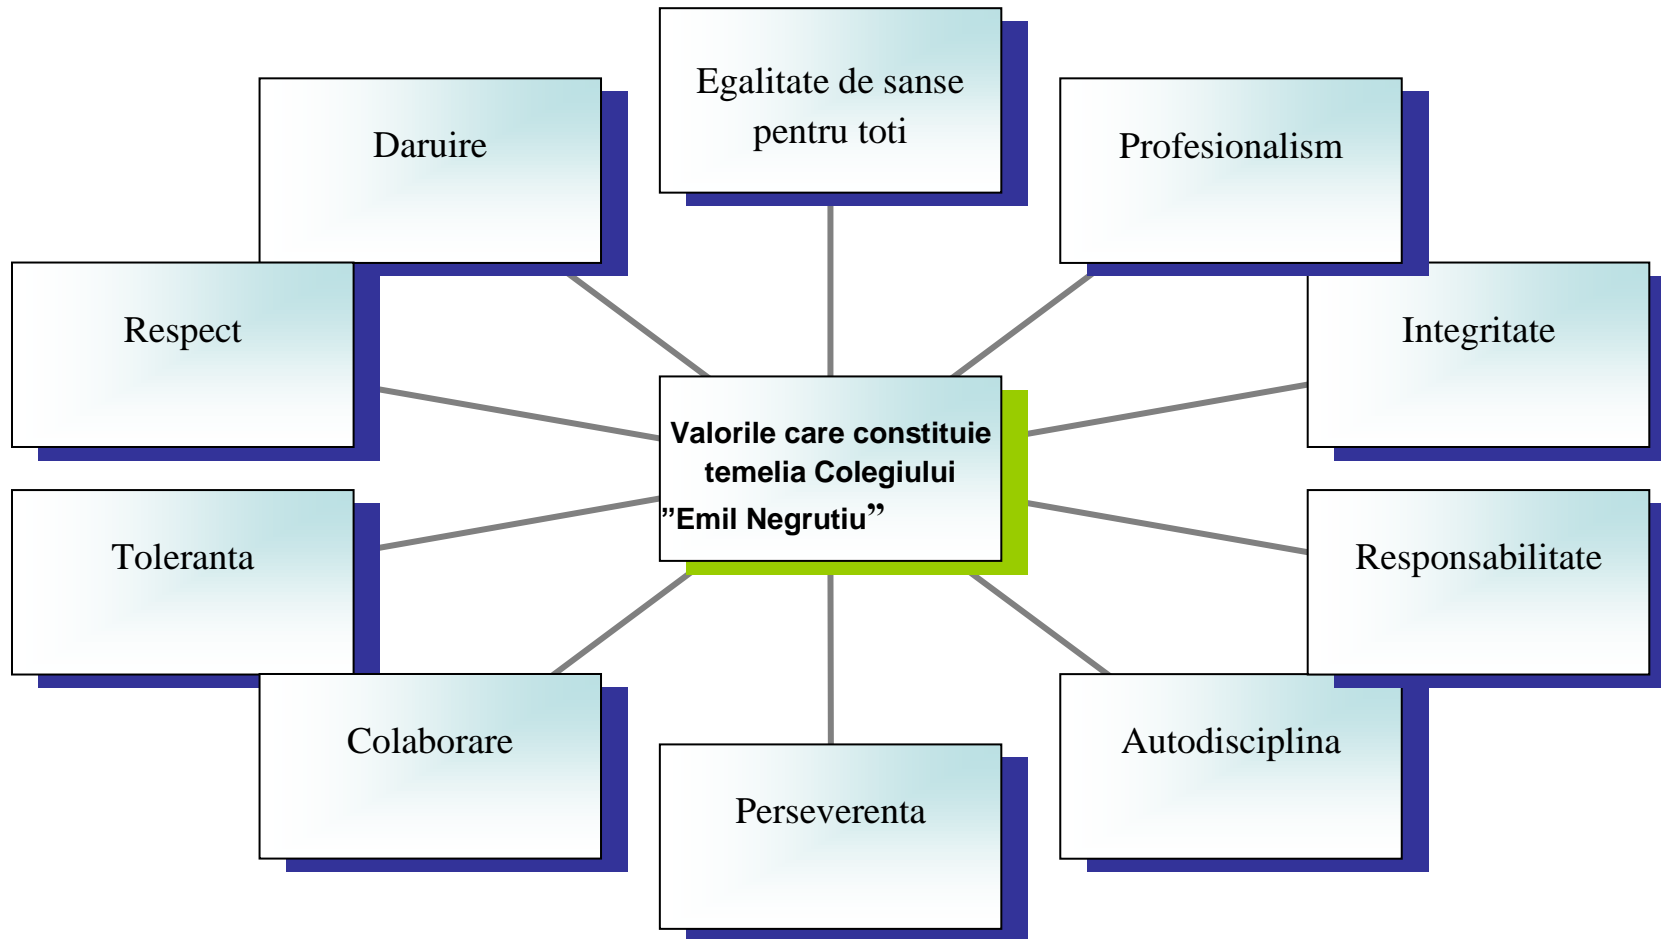 Egalitate de sanse
pentru toti
Daruire
Profesionalism
Respect
Integritate
Valorile care constituie
temelia Colegiului
”Emil Negrutiu”
Toleranta
Responsabilitate
Colaborare
Autodisciplina
Perseverenta